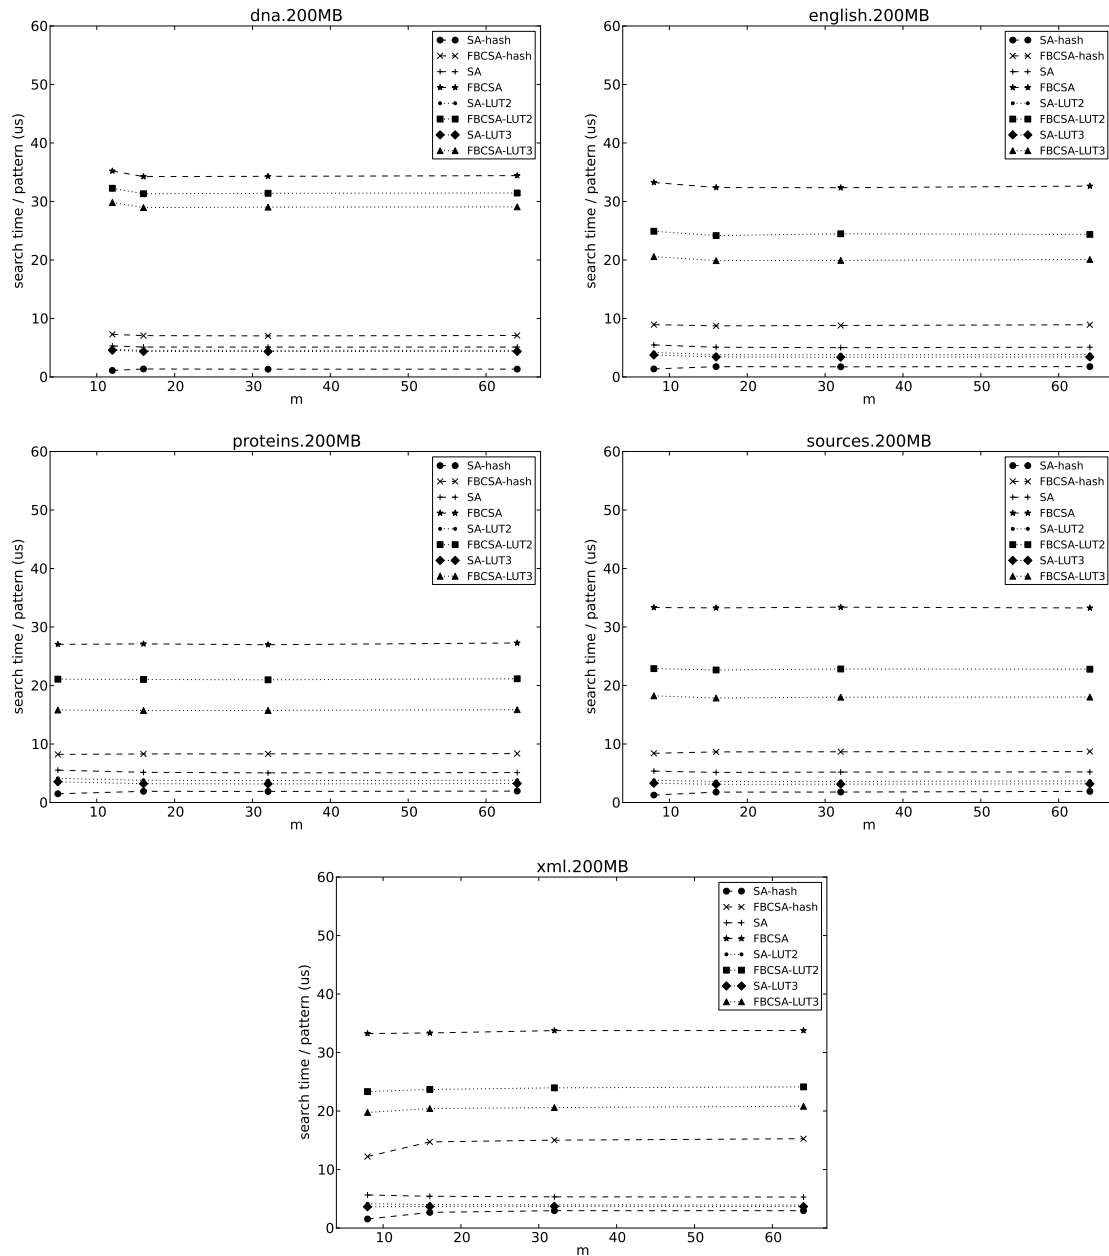 dna.200MB
60
50
40
30
20
10
0
search time / pattern (us)
10
20
30
40
50
60
m
SA-hash
FBCSA-hash
SA
FBCSA
SA-LUT2
FBCSA-LUT2
SA-LUT3
FBCSA-LUT3
english.200MB
60
50
40
30
20
10
0
search time / pattern (us)
10
20
30
40
50
60
m
SA-hash
FBCSA-hash
SA
FBCSA
SA-LUT2
FBCSA-LUT2
SA-LUT3
FBCSA-LUT3
proteins.200MB
60
50
40
30
20
10
0
search time / pattern (us)
10
20
30
40
50
60
m
SA-hash
FBCSA-hash
SA
FBCSA
SA-LUT2
FBCSA-LUT2
SA-LUT3
FBCSA-LUT3
sources.200MB
60
50
40
30
20
10
0
search time / pattern (us)
10
20
30
40
50
60
m
SA-hash
FBCSA-hash
SA
FBCSA
SA-LUT2
FBCSA-LUT2
SA-LUT3
FBCSA-LUT3
xml.200MB
60
50
40
30
20
10
0
search time / pattern (us)
10
20
30
40
50
60
m
SA-hash
FBCSA-hash
SA
FBCSA
SA-LUT2
FBCSA-LUT2
SA-LUT3
FBCSA-LUT3